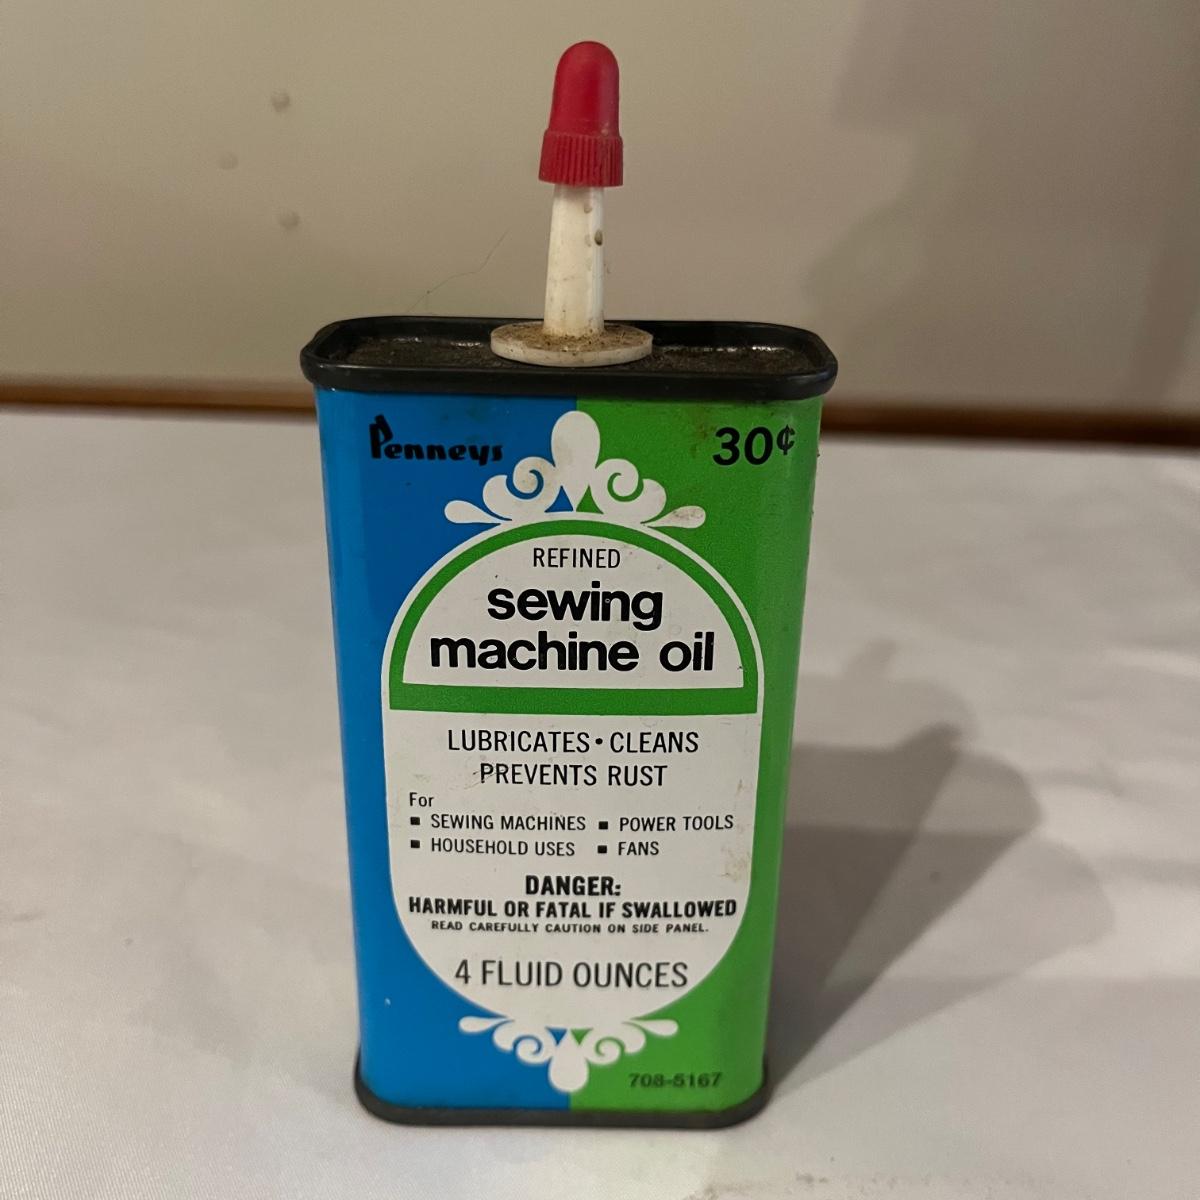 Penneys
30¢
REFINED
sewing
machine oil
LUBRICATES • CLEANS
PREVENTS RUST
For
▪ SEWING MACHINES ▪ POWER TOOLS
▪ HOUSEHOLD USES ▪ FANS
DANGER:
HARMFUL OR FATAL IF SWALLOWED
READ CAREFULLY CAUTION ON SIDE PANEL.
4 FLUID OUNCES
708-5167